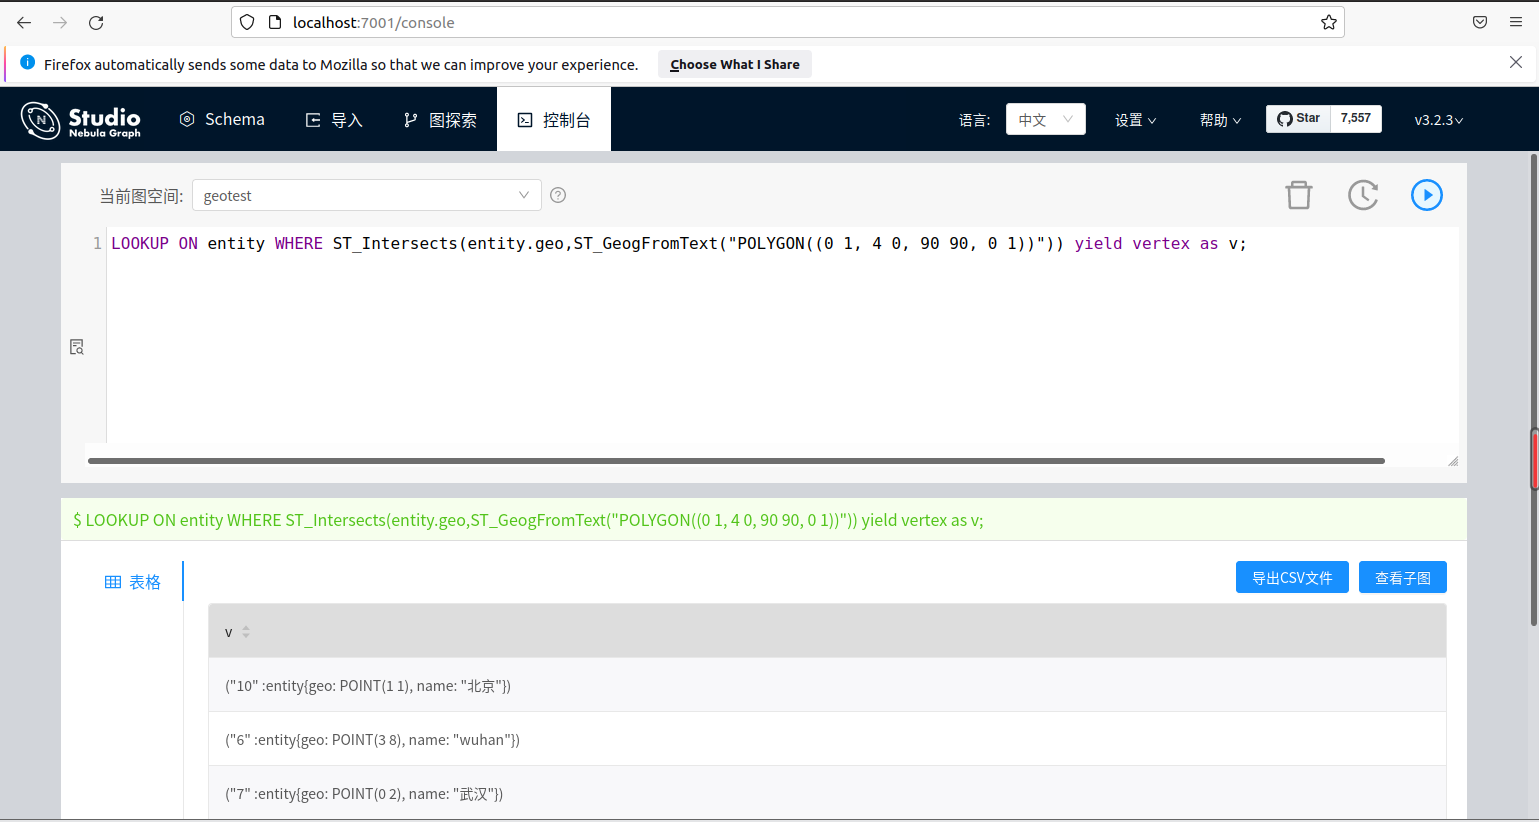 localhost:7001/console
Firefox automatically sends some data to Mozilla so that we can improve your experience. Choose What I Share
Studio
Nebula Graph
Schema 导入 图探索 控制台 语言: 中文 设置 帮助 Star 7,557 v3.2.3
当前图空间: geotest
1 LOOKUP ON entity WHERE ST_Intersects(entity.geo,ST_GeogFromText("POLYGON((0 1, 4 0, 90 90, 0 1))")) yield vertex as v;
$ LOOKUP ON entity WHERE ST_Intersects(entity.geo,ST_GeogFromText("POLYGON((0 1, 4 0, 90 90, 0 1))")) yield vertex as v;
表格 导出CSV文件 查看子图
v
("10" :entity{geo: POINT(1 1), name: "北京"})
("6" :entity{geo: POINT(3 8), name: "wuhan"})
("7" :entity{geo: POINT(0 2), name: "武汉"})